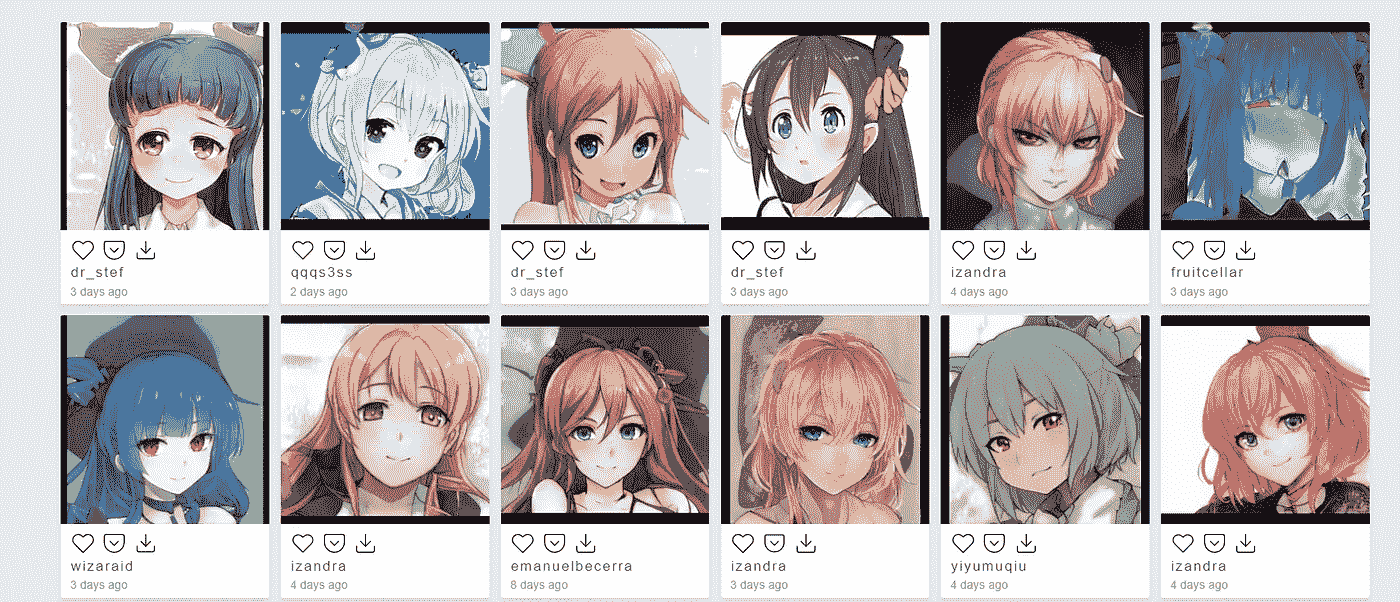 dr_stef
3 days ago
qqqs3ss
2 days ago
dr_stef
3 days ago
dr_stef
3 days ago
izandra
4 days ago
fruitcellar
3 days ago
wizaraid
3 days ago
izandra
4 days ago
emanuelbecerra
8 days ago
izandra
3 days ago
yiyumuqiu
4 days ago
izandra
4 days ago